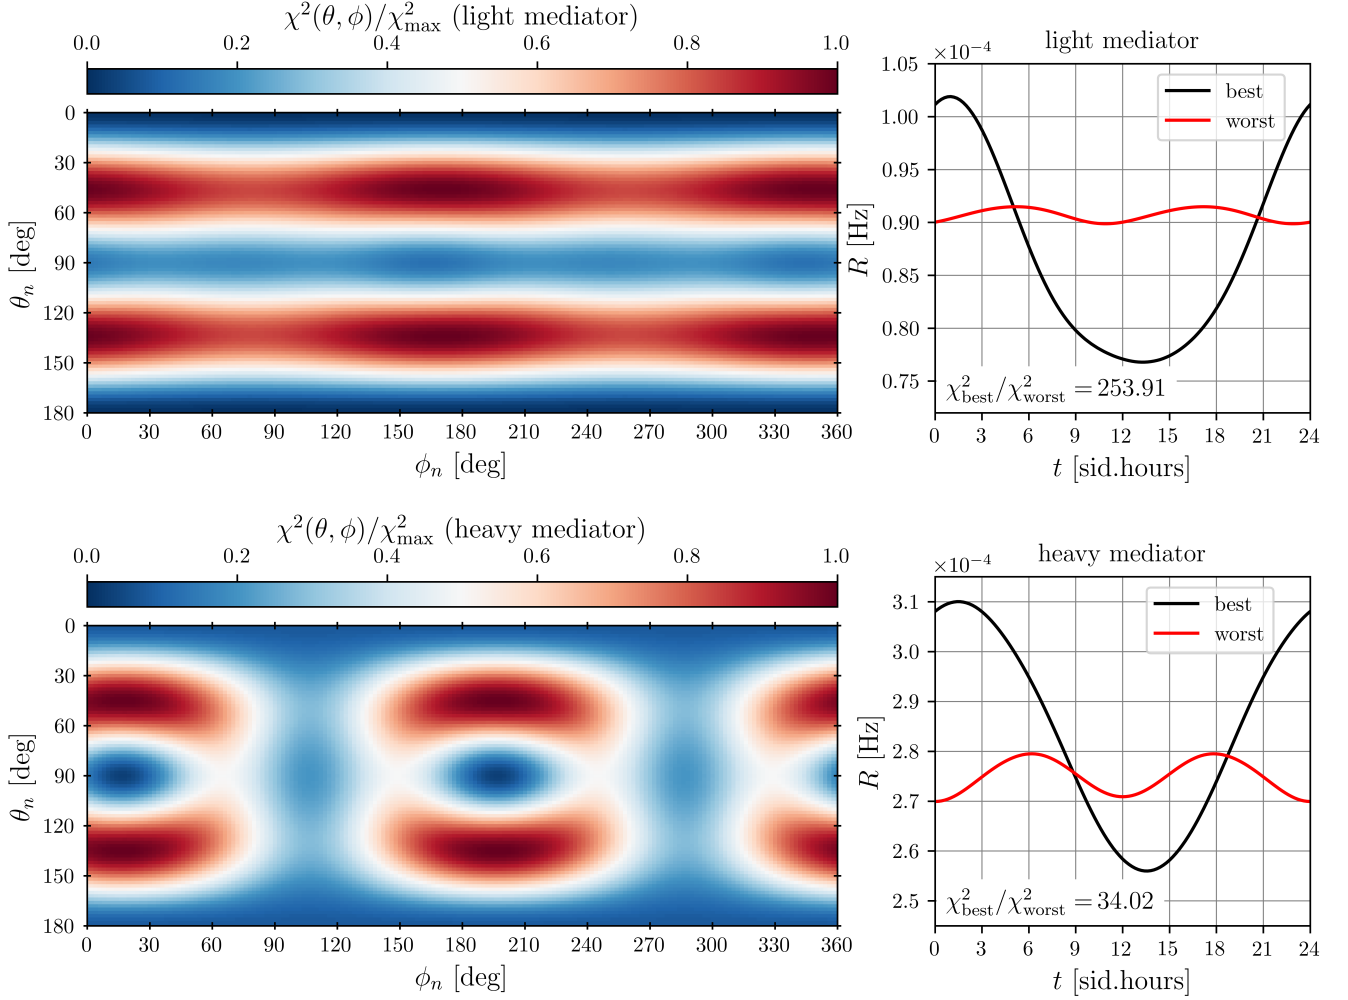 χ²(θ, ϕ)/χ²max (light mediator)
0.0 0.2 0.4 0.6 0.8 1.0
0
30
60
90
120
150
180
θn [deg]
0 30 60 90 120 150 180 210 240 270 300 330 360
ϕn [deg]
light mediator
×10⁻⁴
1.05
1.00
0.95
0.90
0.85
0.80
0.75
R [Hz]
best
worst
χ²best/χ²worst = 253.91
0 3 6 9 12 15 18 21 24
t [sid.hours]
χ²(θ, ϕ)/χ²max (heavy mediator)
0.0 0.2 0.4 0.6 0.8 1.0
0
30
60
90
120
150
180
θn [deg]
0 30 60 90 120 150 180 210 240 270 300 330 360
ϕn [deg]
heavy mediator
×10⁻⁴
3.1
3.0
2.9
2.8
2.7
2.6
2.5
R [Hz]
best
worst
χ²best/χ²worst = 34.02
0 3 6 9 12 15 18 21 24
t [sid.hours]